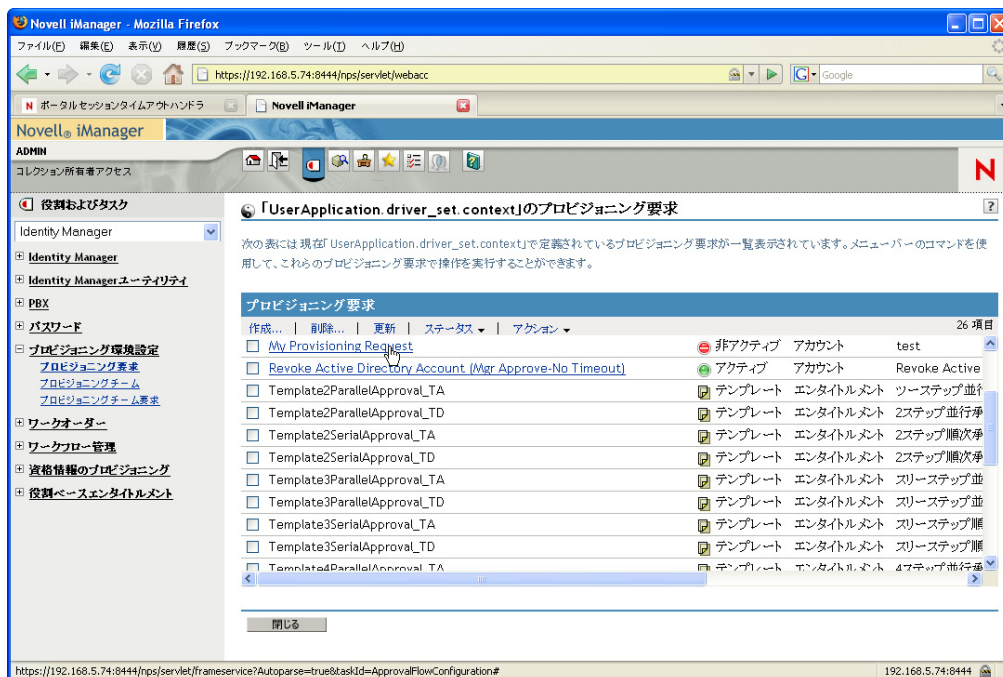 Novell iManager - Mozilla Firefox
ファイル(F) 編集(E) 表示(V) 履歴(S) ブックマーク(B) ツール(T) ヘルプ(H)
https://192.168.5.74:8444/nps/servlet/webacc
Google
ポータルセッションタイムアウトハンドラ
Novell iManager
Novell® iManager
ADMIN
コレクション所有者アクセス
N
役割およびタスク
Identity Manager
Identity Manager
Identity Managerユーティリティ
PBX
パスワード
プロビジョニング環境設定
プロビジョニング要求
プロビジョニングチーム
プロビジョニングチーム要求
ワークオーダー
ワークフロー管理
資格情報のプロビジョニング
役割ベースエンタイトルメント
「UserApplication.driver_set.context」のプロビジョニング要求
?
次の表には現在「UserApplication.driver_set.context」で定義されているプロビジョニング要求が一覧表示されています。メニューバーのコマンドを使
用して、これらのプロビジョニング要求で操作を実行することができます。
プロビジョニング要求
作成... | 削除... | 更新 | ステータス | アクション 26 項目
My Provisioning Request 非アクティブ アカウント test
Revoke Active Directory Account (Mgr Approve-No Timeout) アクティブ アカウント Revoke Active
Template2ParallelApproval_TA テンプレート エンタイトルメント ツーステップ並行
Template2ParallelApproval_TD テンプレート エンタイトルメント 2ステップ並行承
Template2SerialApproval_TA テンプレート エンタイトルメント 2ステップ順次承
Template2SerialApproval_TD テンプレート エンタイトルメント 2ステップ順次承
Template3ParallelApproval_TA テンプレート エンタイトルメント スリーステップ並
Template3ParallelApproval_TD テンプレート エンタイトルメント スリーステップ並
Template3SerialApproval_TA テンプレート エンタイトルメント スリーステップ順
Template3SerialApproval_TD テンプレート エンタイトルメント スリーステップ順
Template4ParallelApproval_TA テンプレート エンタイトルメント 4ステップ並行承
閉じる
https://192.168.5.74:8444/nps/servlet/frameservice?Autoparse=true&taskId=ApprovalFlowConfiguration# 192.168.5.74:8444